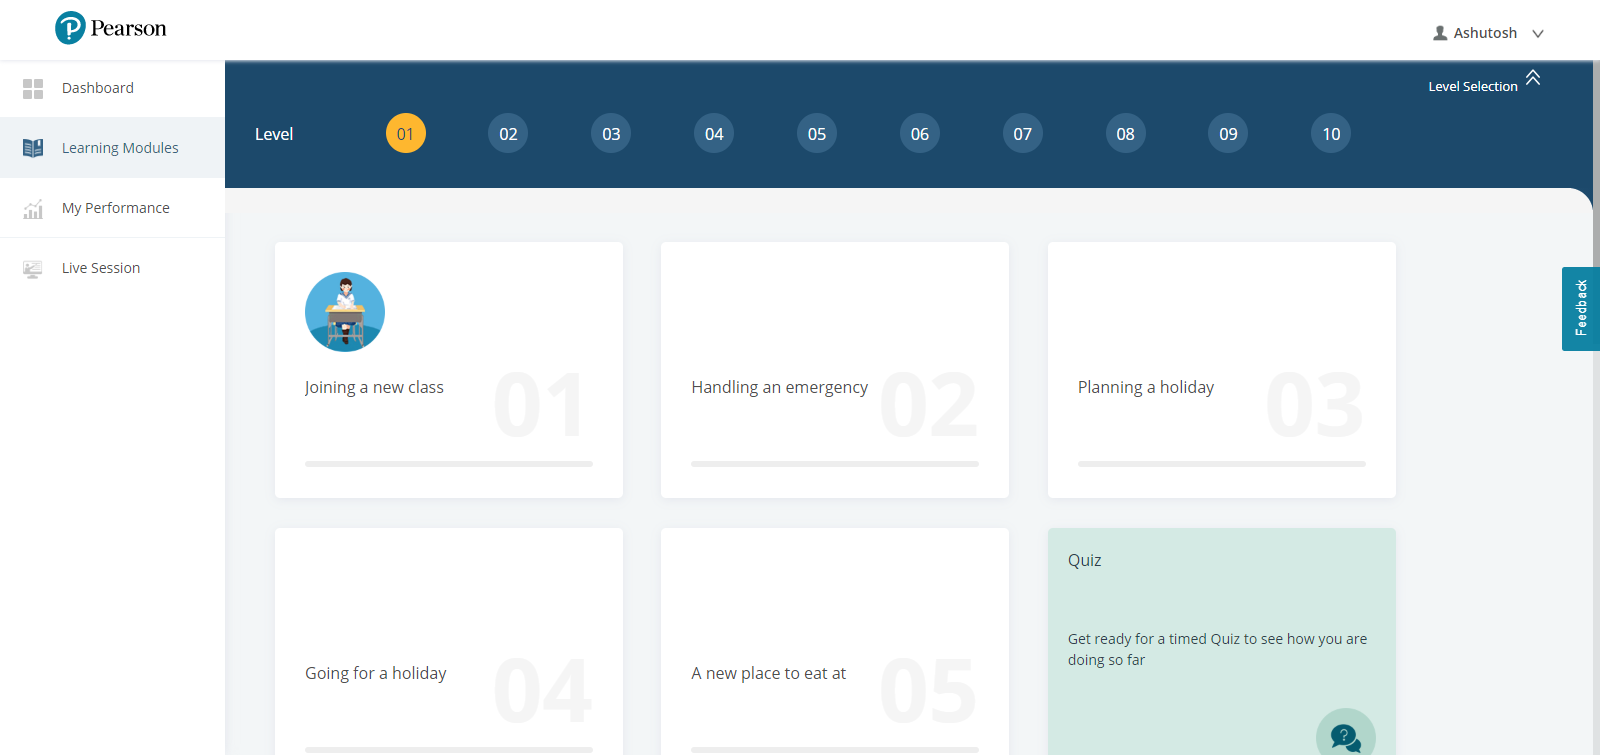 Pearson
Ashutosh
Dashboard
Learning Modules
My Performance
Live Session
Level Selection
Level 01 02 03 04 05 06 07 08 09 10
Joining a new class 01
Handling an emergency 02
Planning a holiday 03
Going for a holiday 04
A new place to eat at 05
Quiz
Get ready for a timed Quiz to see how you are
doing so far
?
Feedback